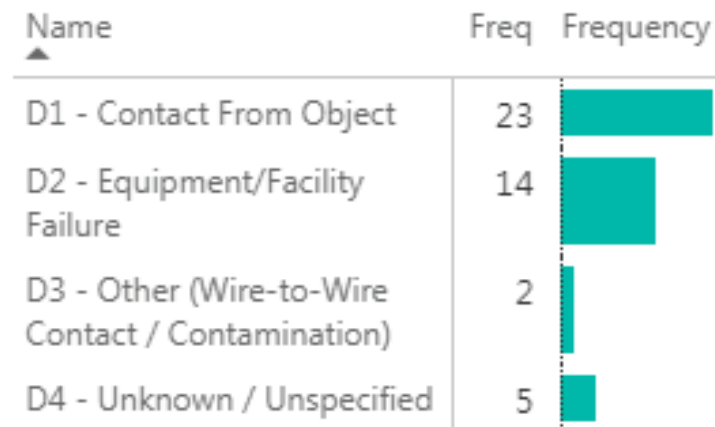 Name Freq Frequency
D1 - Contact From Object 23
D2 - Equipment/Facility 14
Failure
D3 - Other (Wire-to-Wire 2
Contact / Contamination)
D4 - Unknown / Unspecified 5